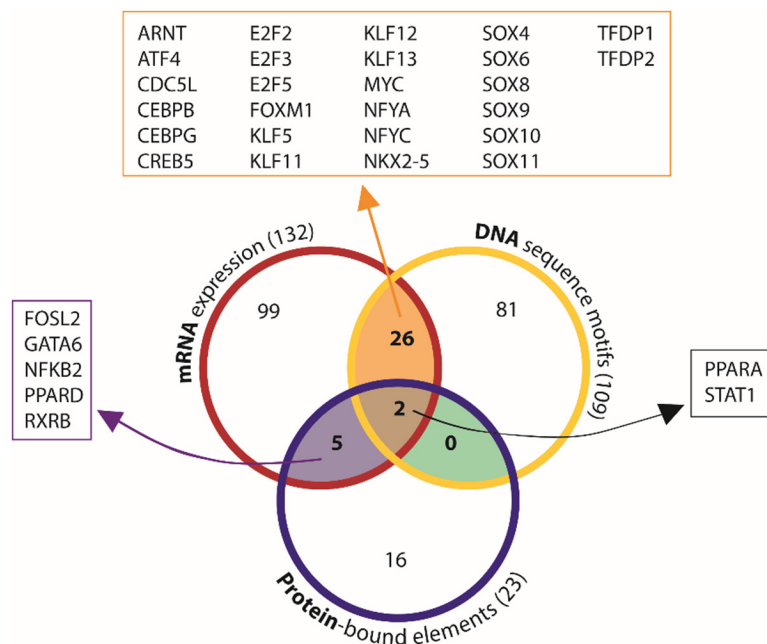 ARNT E2F2 KLF12 SOX4 TFDP1
ATF4 E2F3 KLF13 SOX6 TFDP2
CDC5L E2F5 MYC SOX8
CEBPB FOXM1 NFYA SOX9
CEBPG KLF5 NFYC SOX10
CREB5 KLF11 NKX2-5 SOX11
mRNA expression (132)
DNA sequence motifs (109)
99
81
26
FOSL2
GATA6
NFKB2
PPARD
RXRB
PPARA
STAT1
2
5
0
16
Protein-bound elements (23)